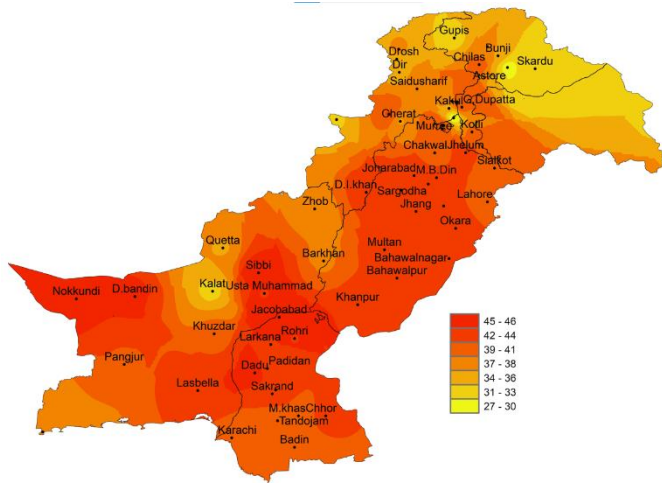 Gupis
Drosh
Bunji
Chilas
Dir
Skardu
Astore
Saidusharif
Kakul
G.Dupatta
Cherat
Murree
Kotli
Chakwal
Jhelum
Sialkot
Joharabad
M.B.Din
D.I.khan
Sargodha
Lahore
Zhob
Jhang
Okara
Quetta
Multan
Barkhan
Bahawalnagar
Sibbi
Bahawalpur
Nokkundi
D.bandin
Kalat
Usta Muhammad
Khanpur
Jacobabad
45 - 46
Khuzdar
Rohri
42 - 44
Larkana
39 - 41
Pangjur
Padidan
37 - 38
Dadu
34 - 36
Lasbella
Sakrand
31 - 33
27 - 30
M.khas
Chhor
Tandojam
Karachi
Badin